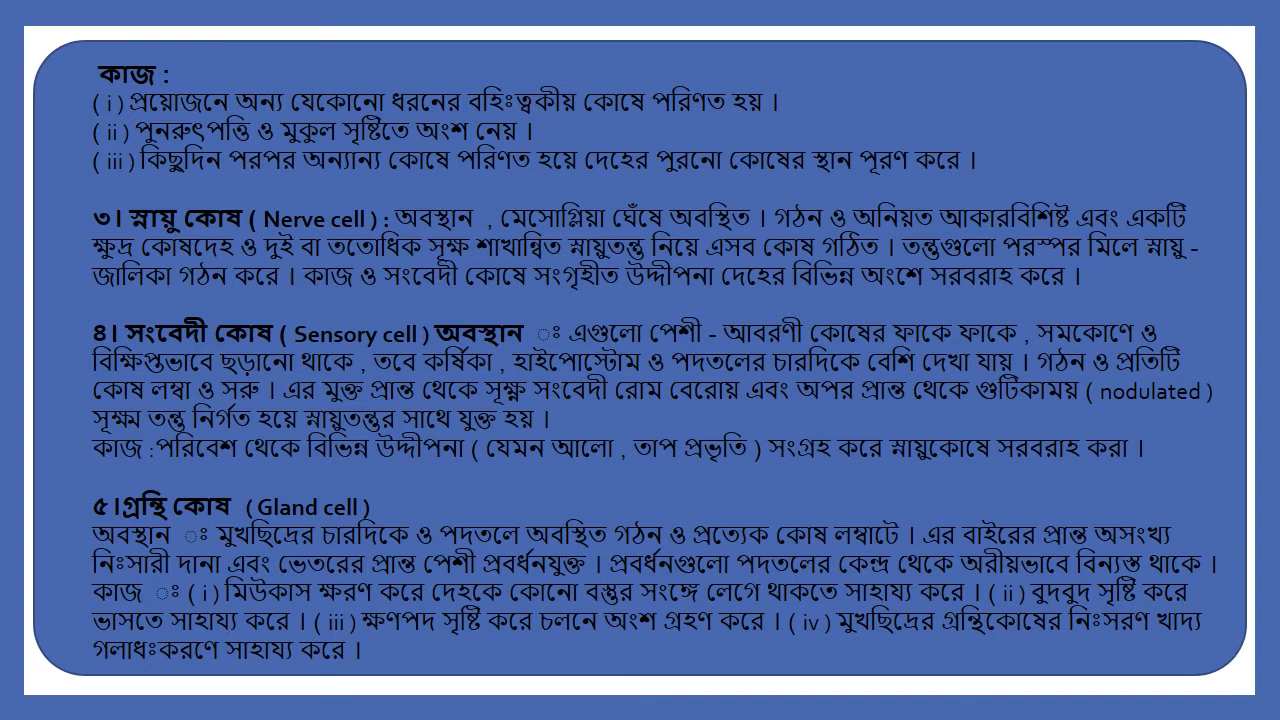 কাজ :
( i ) প্রয়োজনে অন্য যেকোনো ধরনের বহিঃত্বকীয় কোষে পরিণত হয় ।
( ii ) পুনরুৎপত্তি ও মুকুল সৃষ্টিতে অংশ নেয় ।
( iii ) কিছুদিন পরপর অন্যান্য কোষে পরিণত হয়ে দেহের পুরনো কোষের স্থান পূরণ করে ।
৩। স্নায়ু কোষ ( Nerve cell ) : অবস্থান , মেসোগ্লিয়া ঘেঁষে অবস্থিত । গঠন ও অনিয়ত আকারবিশিষ্ট এবং একটি
ক্ষুদ্র কোষদেহ ও দুই বা ততোধিক সূক্ষ শাখান্বিত স্নায়ুতন্তু নিয়ে এসব কোষ গঠিত । তন্তুগুলো পরস্পর মিলে স্নায়ু -
জালিকা গঠন করে । কাজ ও সংবেদী কোষে সংগৃহীত উদ্দীপনা দেহের বিভিন্ন অংশে সরবরাহ করে ।
৪। সংবেদী কোষ ( Sensory cell ) অবস্থান ঃ এগুলো পেশী - আবরণী কোষের ফাকে ফাকে , সমকোণে ও
বিক্ষিপ্তভাবে ছড়ানো থাকে , তবে কর্ষিকা , হাইপোস্টোম ও পদতলের চারদিকে বেশি দেখা যায় । গঠন ও প্রতিটি
কোষ লম্বা ও সরু । এর মুক্ত প্রান্ত থেকে সূক্ষ্ণ সংবেদী রোম বেরোয় এবং অপর প্রান্ত থেকে গুটিকাময় ( nodulated )
সূক্ষ্ম তন্তু নির্গত হয়ে স্নায়ুতন্তুর সাথে যুক্ত হয় ।
কাজ :পরিবেশ থেকে বিভিন্ন উদ্দীপনা ( যেমন আলো , তাপ প্রভৃতি ) সংগ্রহ করে স্নায়ুকোষে সরবরাহ করা ।
৫ ।গ্রন্থি কোষ ( Gland cell )
অবস্থান ঃ মুখছিদ্রের চারদিকে ও পদতলে অবস্থিত গঠন ও প্রত্যেক কোষ লম্বাটে । এর বাইরের প্রান্ত অসংখ্য
নিঃসারী দানা এবং ভেতরের প্রান্ত পেশী প্রবর্ধনযুক্ত । প্রবর্ধনগুলো পদতলের কেন্দ্র থেকে অরীয়ভাবে বিন্যস্ত থাকে ।
কাজ ঃ ( i ) মিউকাস ক্ষরণ করে দেহকে কোনো বস্তুর সংঙ্গে লেগে থাকতে সাহায্য করে । ( ii ) বুদবুদ সৃষ্টি করে
ভাসতে সাহায্য করে । ( iii ) ক্ষণপদ সৃষ্টি করে চলনে অংশ গ্রহণ করে । ( iv ) মুখছিদ্রের গ্রন্থিকোষের নিঃসরণ খাদ্য
গলাধঃকরণে সাহায্য করে ।